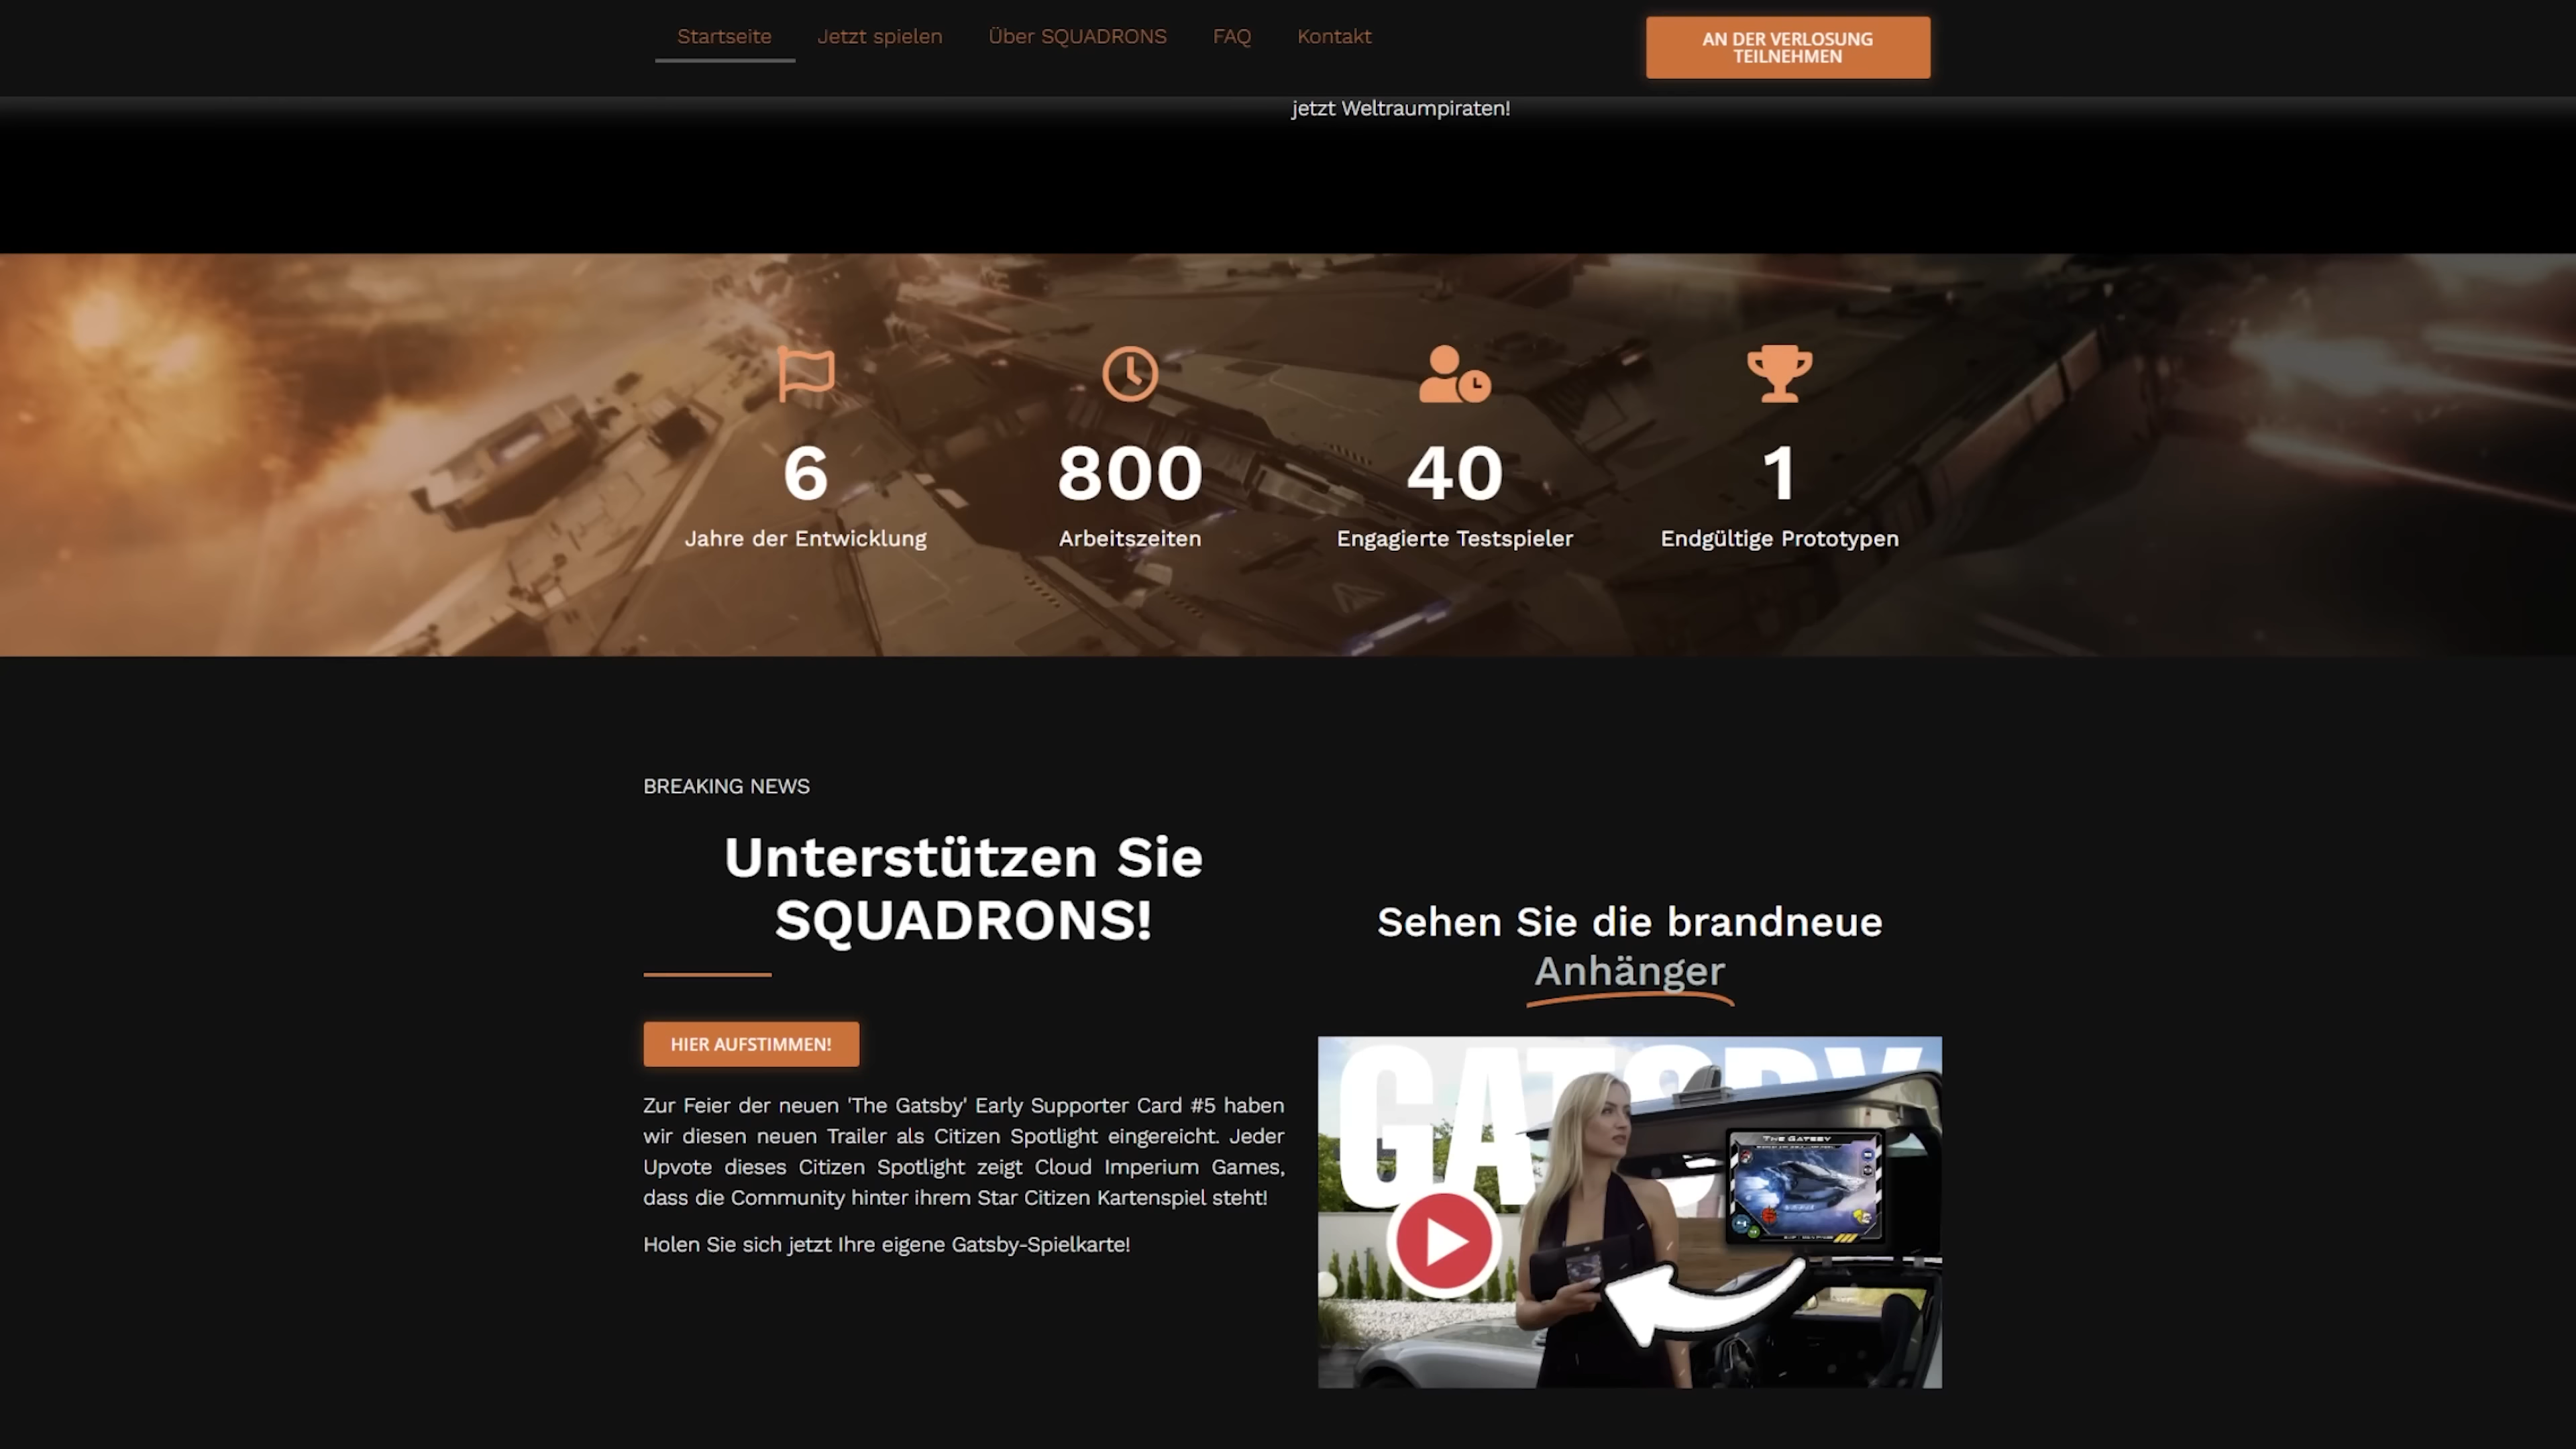 Startseite Jetzt spielen Über SQUADRONS FAQ Kontakt
AN DER VERLOSUNG
TEILNEHMEN
jetzt Weltraumpiraten!
6 800 40 1
Jahre der Entwicklung Arbeitszeiten Engagierte Testspieler Endgültige Prototypen
BREAKING NEWS
Unterstützen Sie
SQUADRONS!
HIER AUFSTIMMEN!
Zur Feier der neuen 'The Gatsby' Early Supporter Card #5 haben
wir diesen neuen Trailer als Citizen Spotlight eingereicht. Jeder
Upvote dieses Citizen Spotlight zeigt Cloud Imperium Games,
dass die Community hinter ihrem Star Citizen Kartenspiel steht!
Holen Sie sich jetzt Ihre eigene Gatsby-Spielkarte!
Sehen Sie die brandneue
Anhänger
GATSBY
THE GATSBY